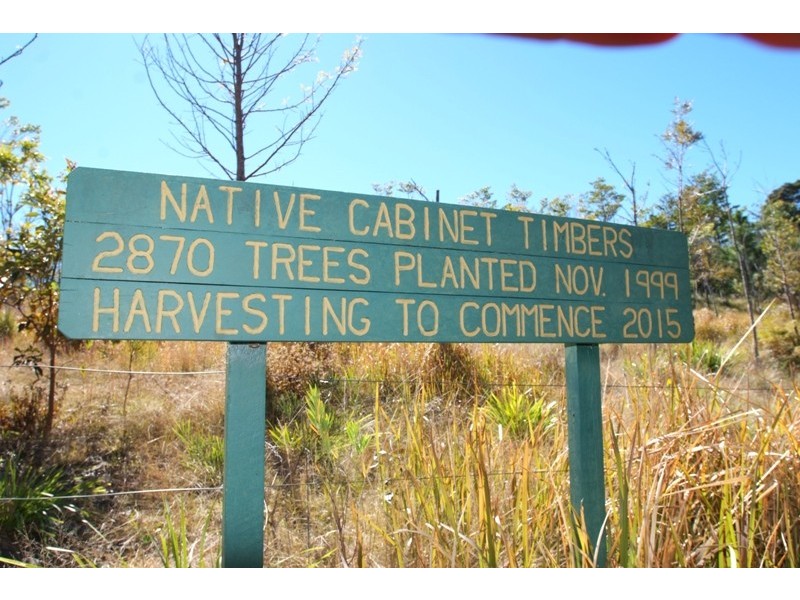 NATIVE CABINET TIMBERS
2870 TREES PLANTED NOV. 1999
HARVESTING TO COMMENCE 2015